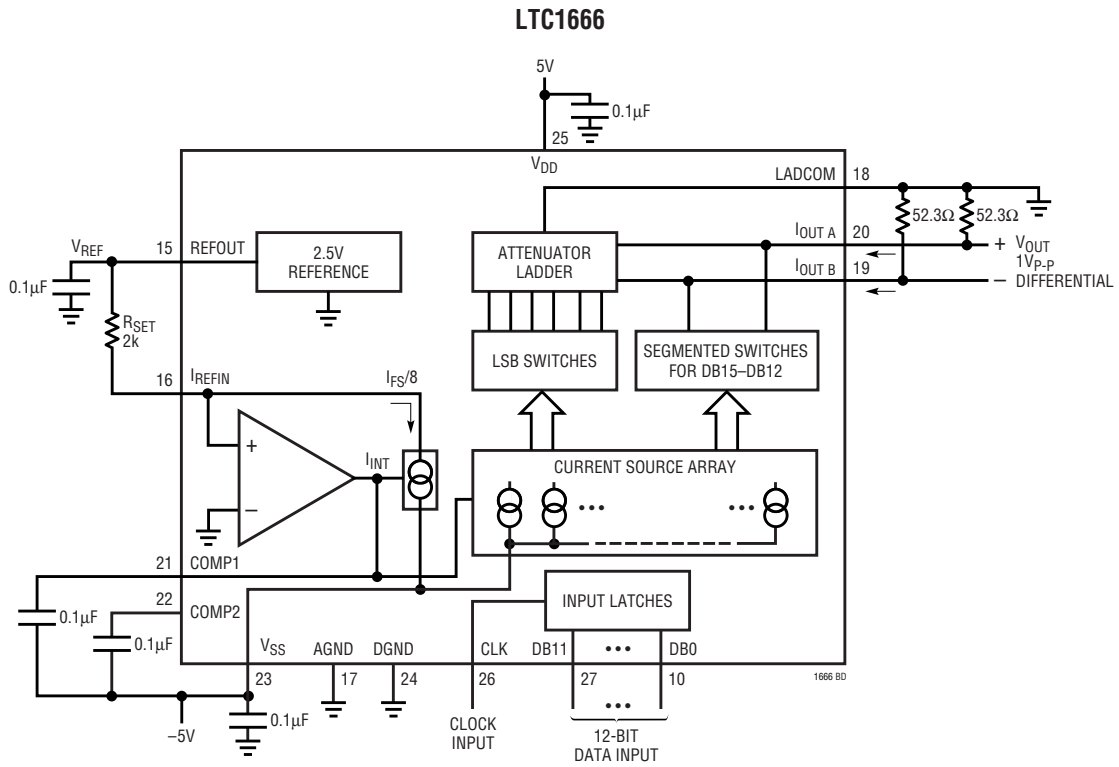 LTC1666
5V
0.1µF
25
VDD
LADCOM
18
52.3Ω
52.3Ω
VREF
15
REFOUT
2.5V
REFERENCE
ATTENUATOR
LADDER
IOUT A
20
+
VOUT
1VP-P
DIFFERENTIAL
IOUT B
19
–
0.1µF
RSET
2k
LSB SWITCHES
SEGMENTED SWITCHES
FOR DB15–DB12
16
IREFIN
IFS/8
+
–
IINT
CURRENT SOURCE ARRAY
•••
•••
21
COMP1
22
COMP2
0.1µF
0.1µF
INPUT LATCHES
VSS
AGND
DGND
CLK
DB11
•••
DB0
23
17
24
26
27
10
1666 BD
–5V
0.1µF
CLOCK
INPUT
•••
12-BIT
DATA INPUT